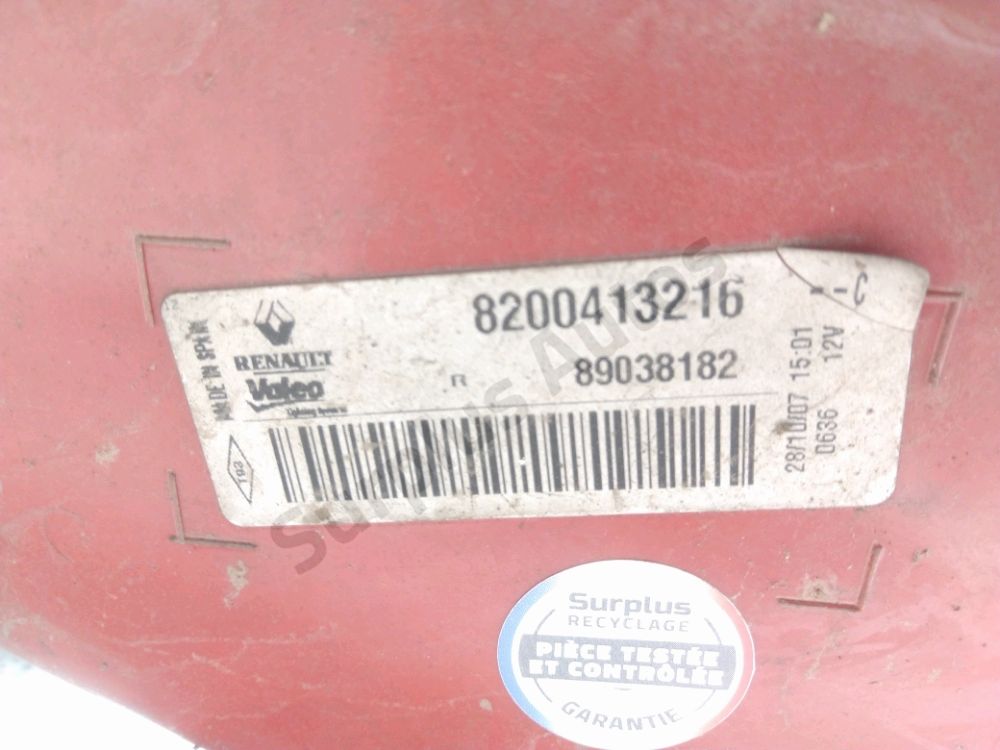 8200413216
RENAULT
Valeo
R 89038182
MADE IN SPAIN
193
28/10/07 15:01
0636 12V
--C
Surplus Autos
Surplus
RECYCLAGE
PIÈCE TESTÉE
ET CONTRÔLÉE
GARANTIE